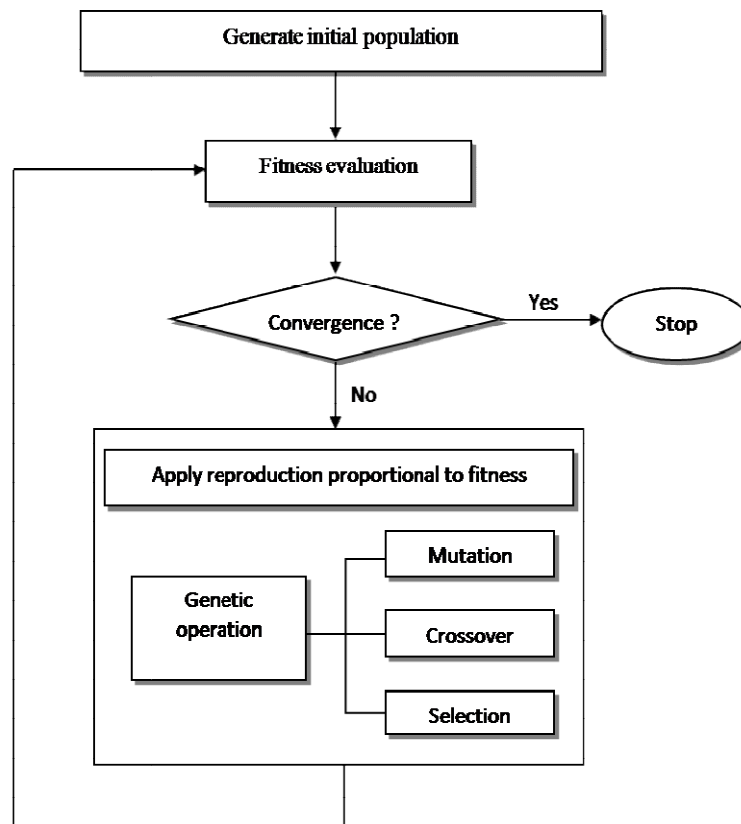 Generate initial population
Fitness evaluation
Convergence ?
Yes
Stop
No
Apply reproduction proportional to fitness
Genetic
operation
Mutation
Crossover
Selection